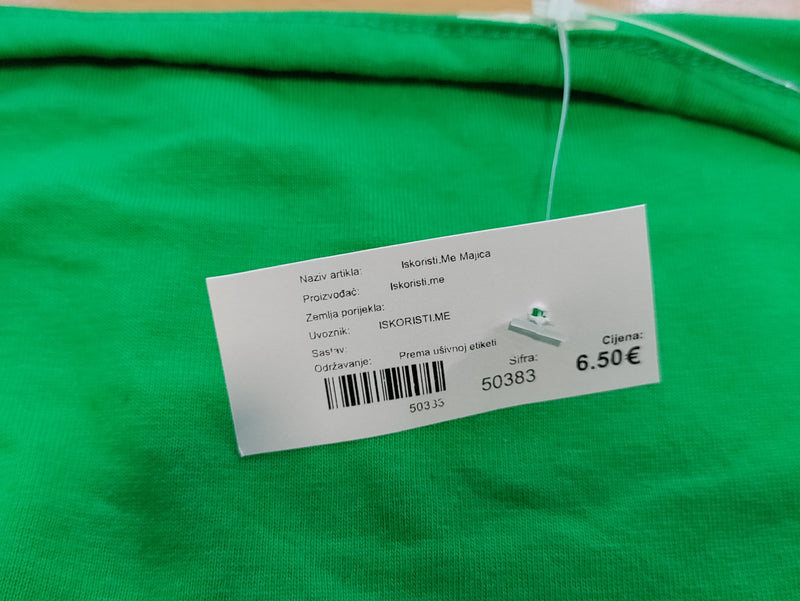 Naziv artikla: Iskoristi.Me Majica
Proizvođač: Iskoristi.me
Zemlja porijekla:
Uvoznik: ISKORISTI.ME
Sastav:
Održavanje: Prema ušivnoj etiketi
50383
Šifra:
50383
Cijena:
6.50€